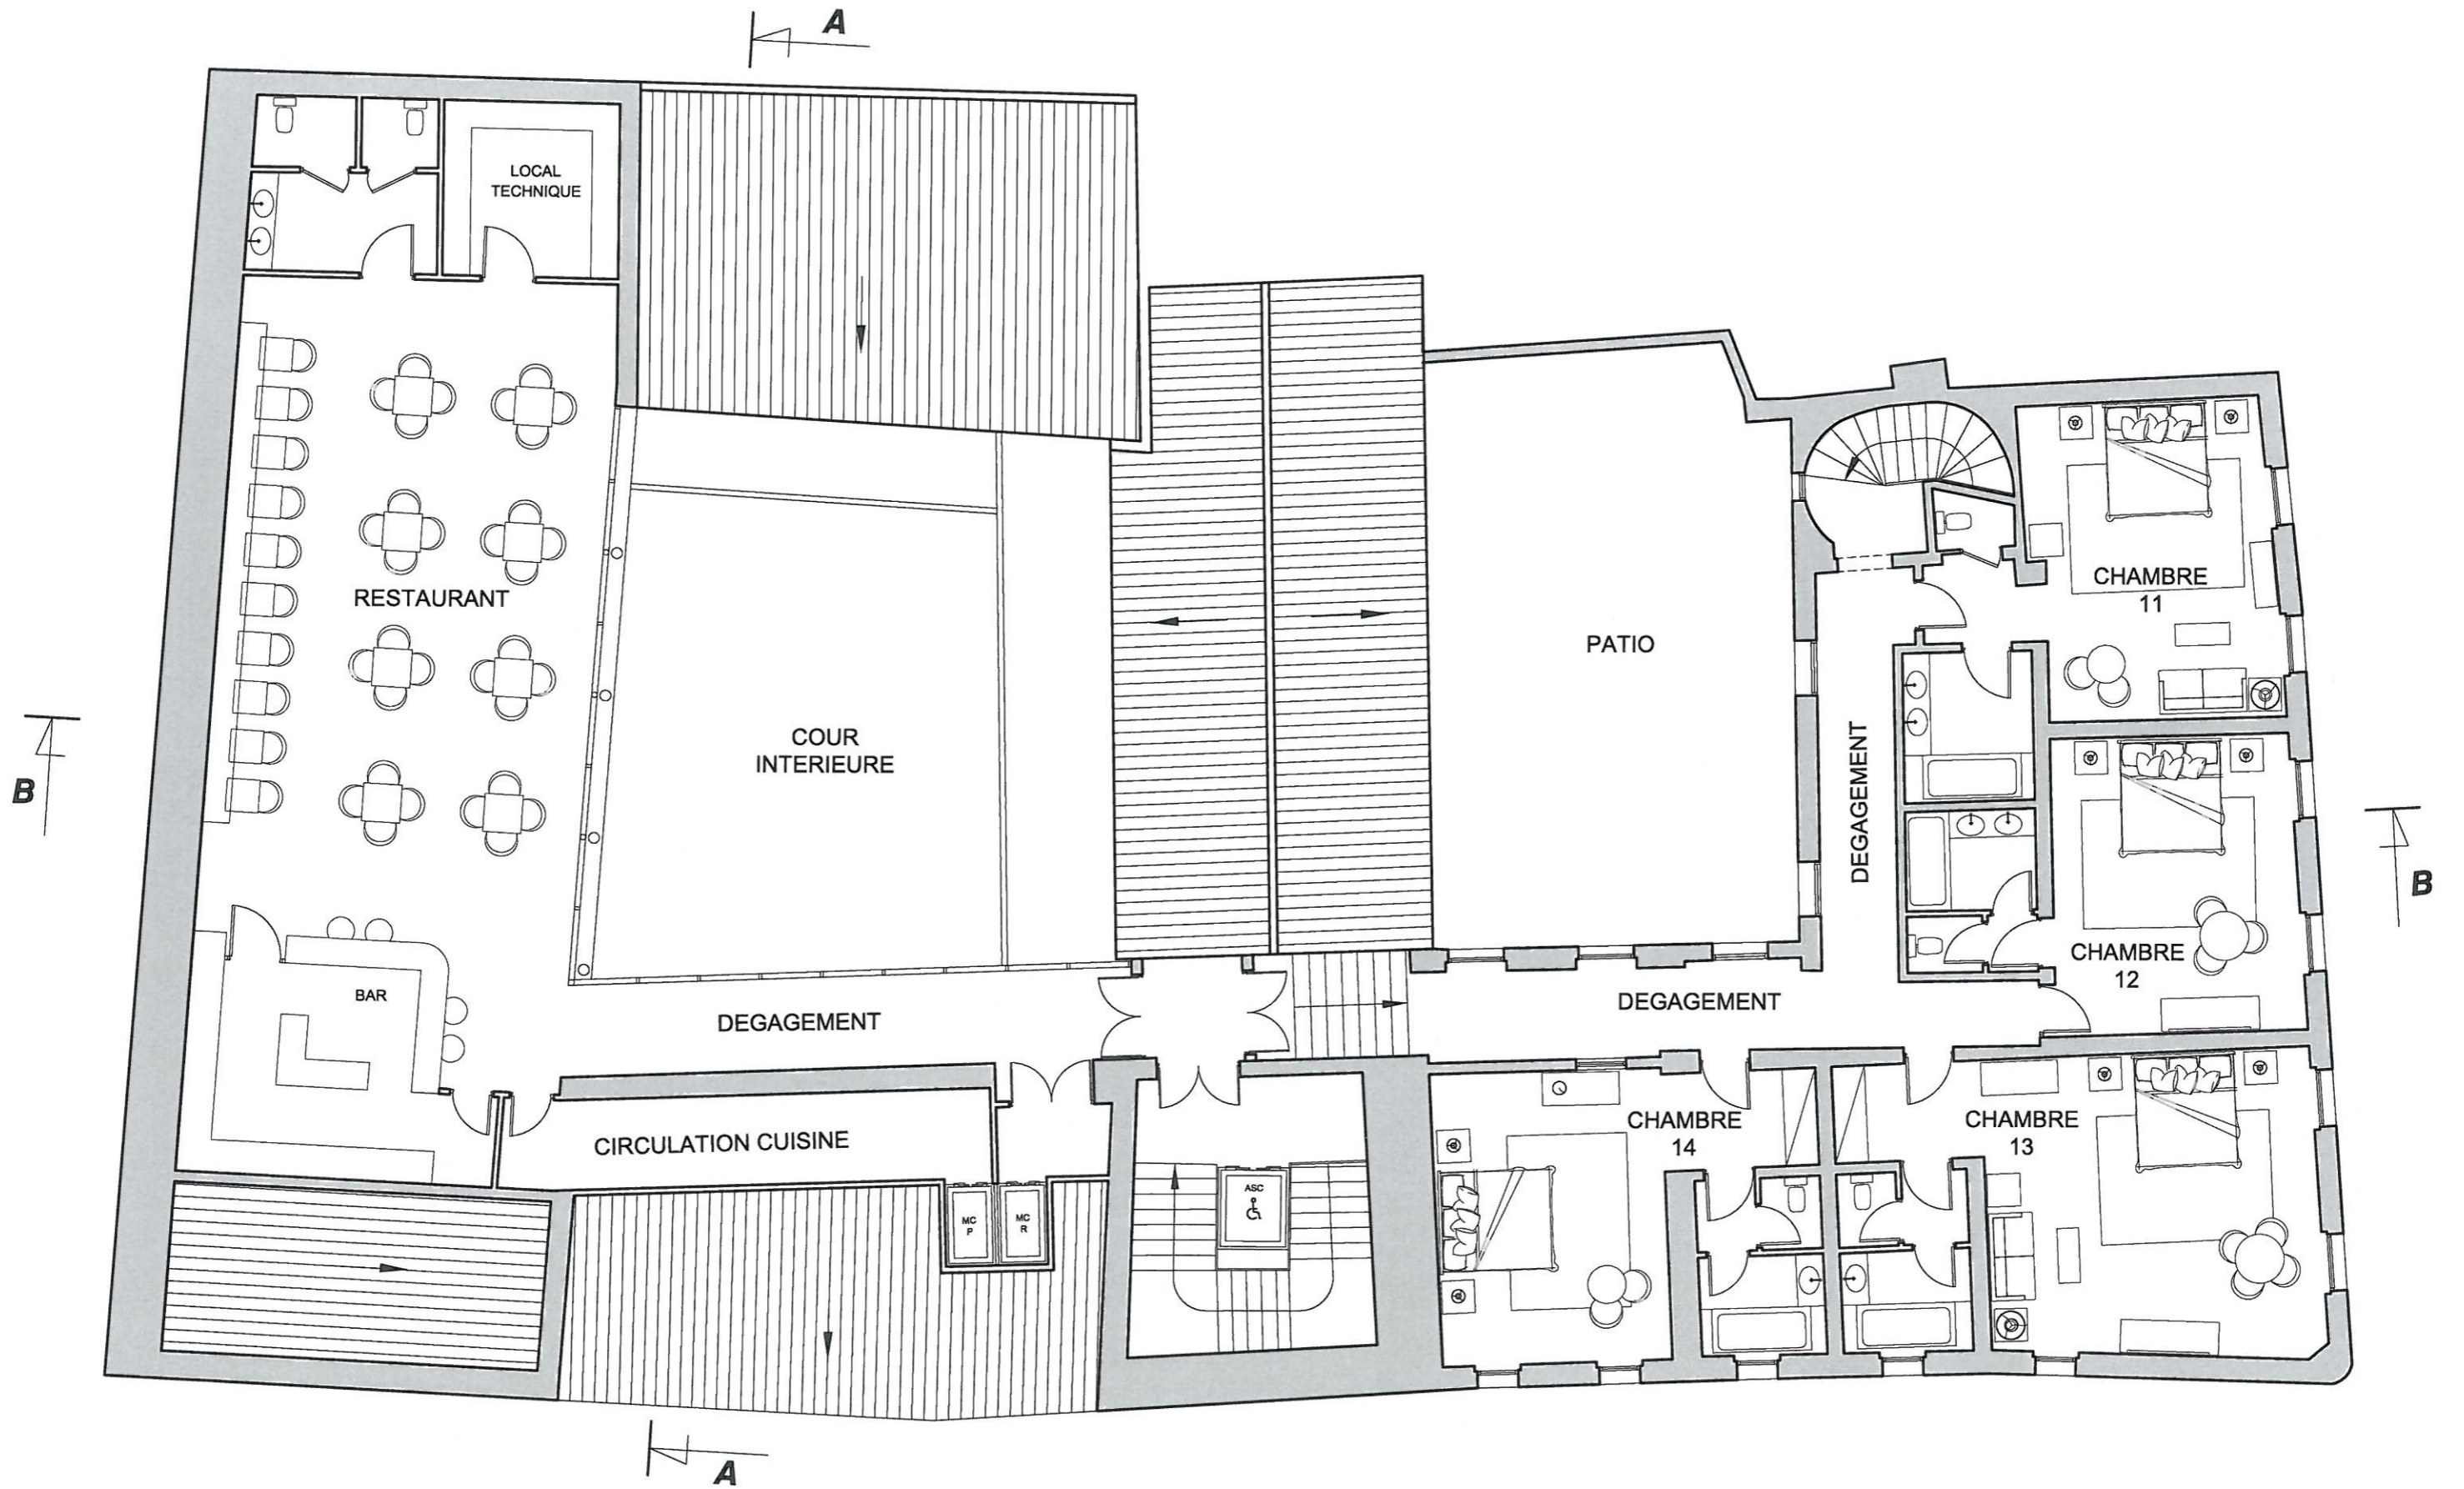 A
LOCAL
TECHNIQUE
RESTAURANT
CHAMBRE
11
PATIO
COUR
INTERIEURE
DEGAGEMENT
B
B
CHAMBRE
12
BAR
DEGAGEMENT
DEGAGEMENT
CIRCULATION CUISINE
CHAMBRE
14
CHAMBRE
13
ASC
MC
P
MC
R
A